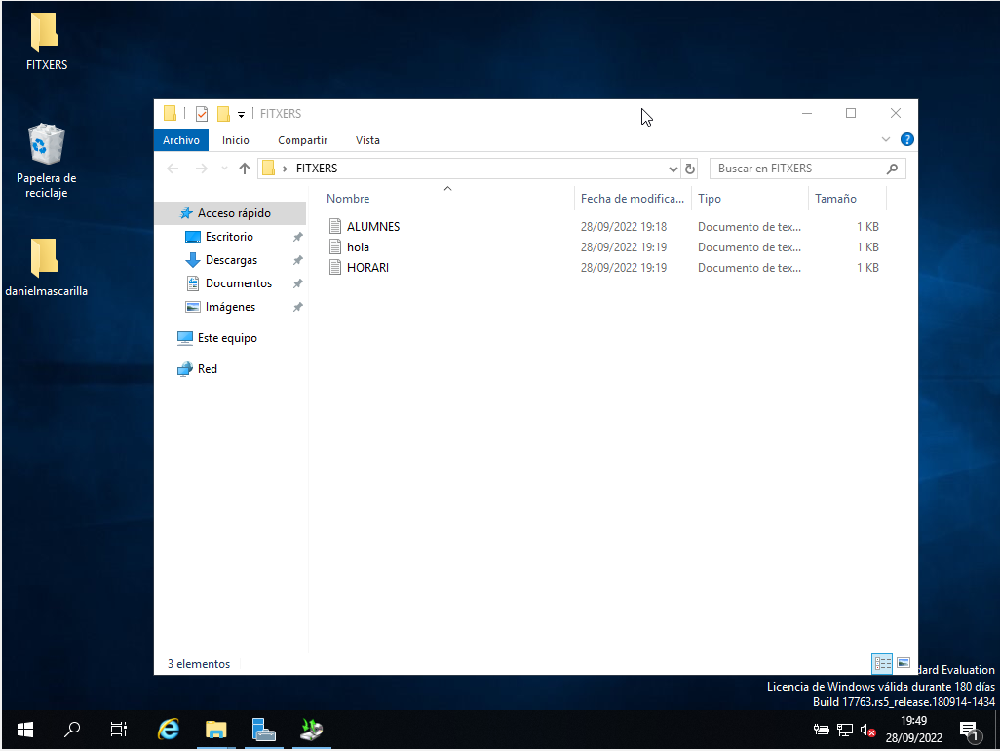 FITXERS
Papelera de
reciclaje
danielmascarilla
FITXERS
Archivo Inicio Compartir Vista
FITXERS
Buscar en FITXERS
Nombre Fecha de modifica... Tipo Tamaño
ALUMNES 28/09/2022 19:18 Documento de tex... 1 KB
hola 28/09/2022 19:19 Documento de tex... 1 KB
HORARI 28/09/2022 19:19 Documento de tex... 1 KB
Acceso rápido
Escritorio
Descargas
Documentos
Imágenes
Este equipo
Red
3 elementos
dard Evaluation
Licencia de Windows válida durante 180 días
Build 17763.rs5_release.180914-1434
19:49
28/09/2022
1